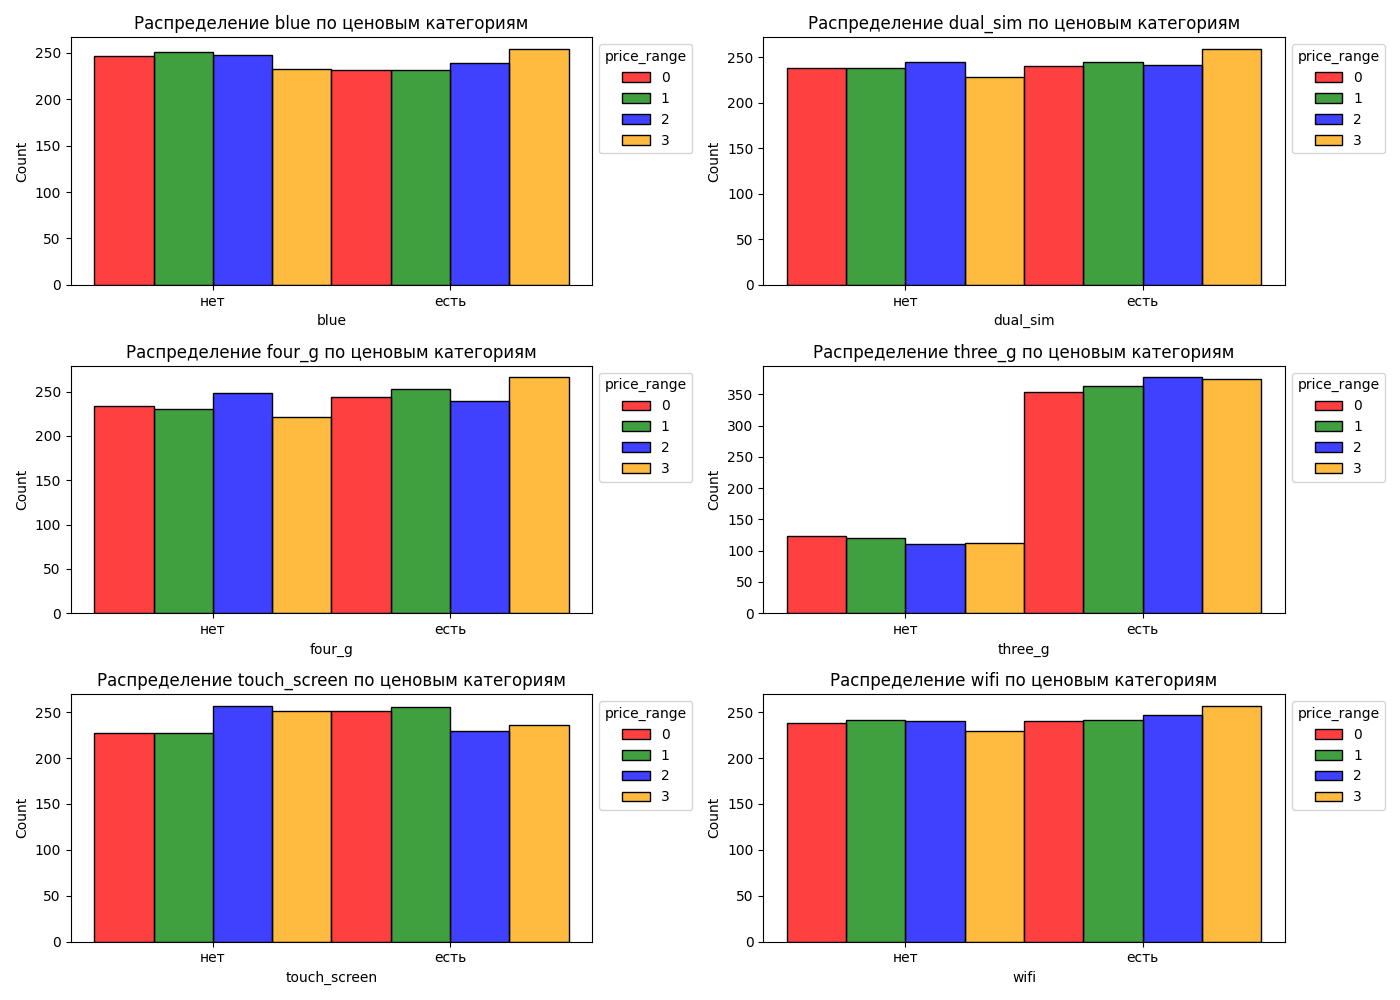 Распределение blue по ценовым категориям
250
200
150
100
50
0
Count
нет
есть
blue
price_range
0
1
2
3
Распределение dual_sim по ценовым категориям
250
200
150
100
50
0
Count
нет
есть
dual_sim
price_range
0
1
2
3
Распределение four_g по ценовым категориям
250
200
150
100
50
0
Count
нет
есть
four_g
price_range
0
1
2
3
Распределение three_g по ценовым категориям
350
300
250
200
150
100
50
0
Count
нет
есть
three_g
price_range
0
1
2
3
Распределение touch_screen по ценовым категориям
250
200
150
100
50
0
Count
нет
есть
touch_screen
price_range
0
1
2
3
Распределение wifi по ценовым категориям
250
200
150
100
50
0
Count
нет
есть
wifi
price_range
0
1
2
3